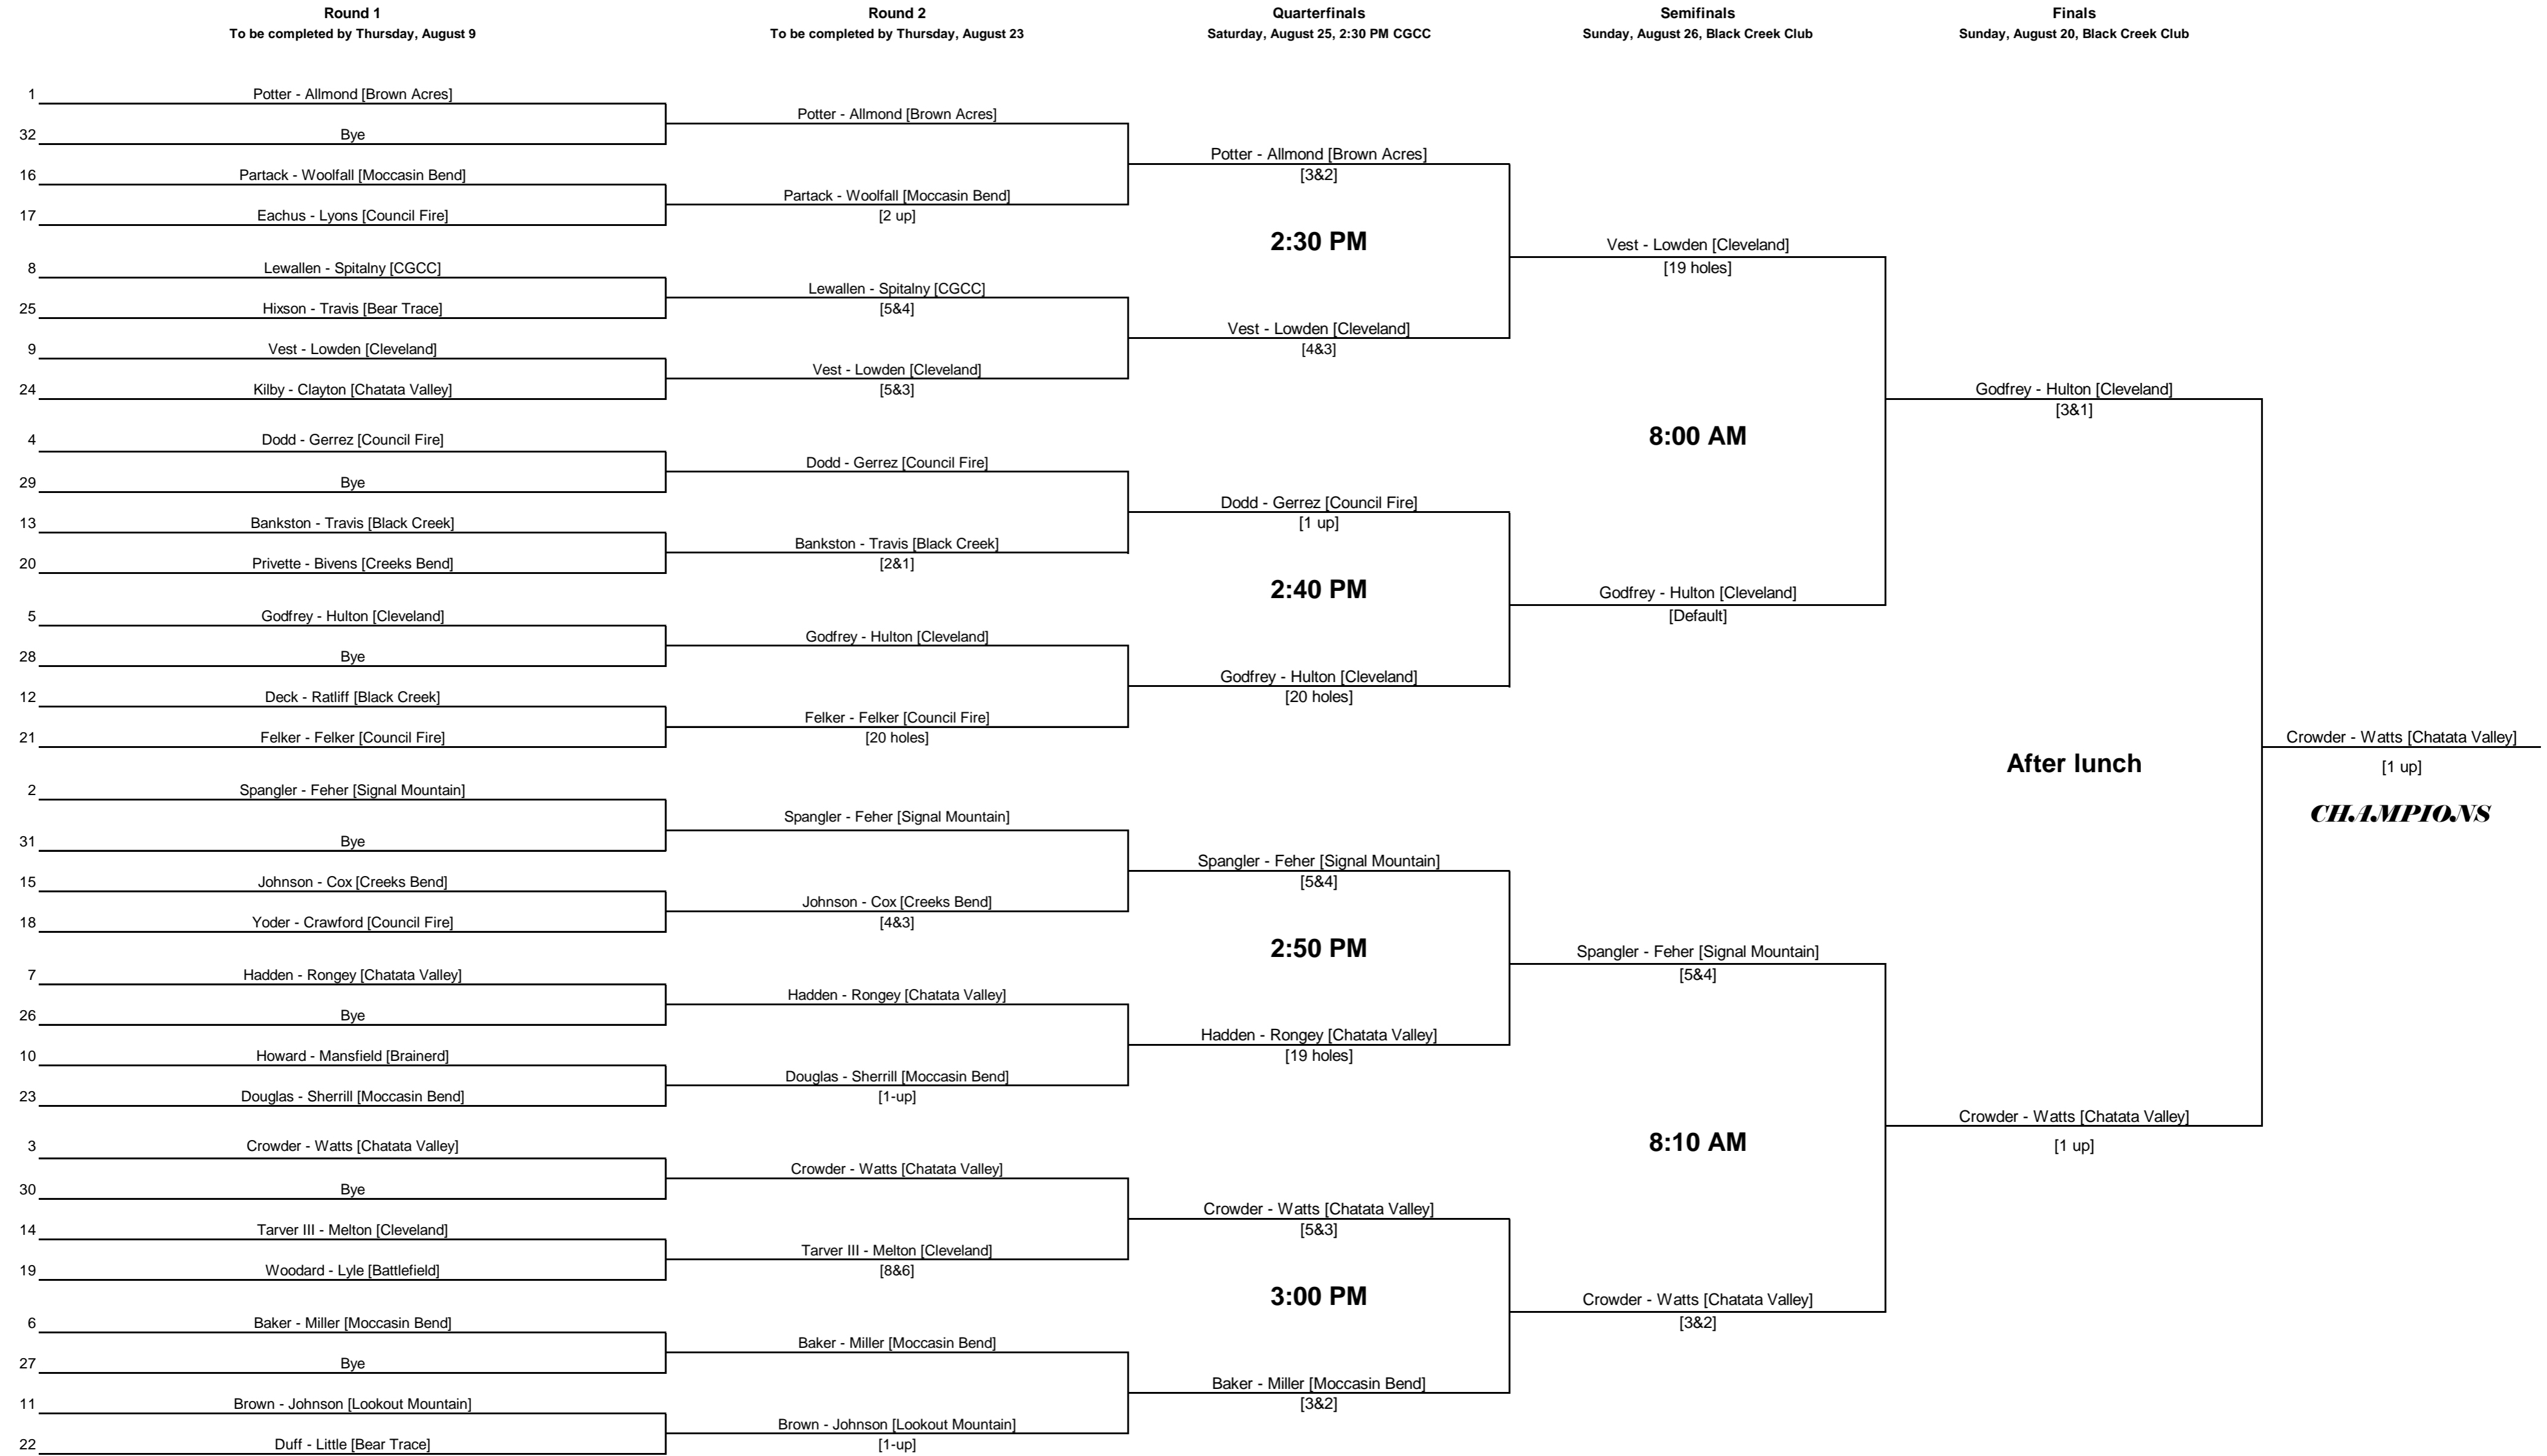 Round 1
To be completed by Thursday, August 9
Round 2
To be completed by Thursday, August 23
Quarterfinals
Saturday, August 25, 2:30 PM CGCC
Semifinals
Sunday, August 26, Black Creek Club
Finals
Sunday, August 20, Black Creek Club
1 Potter - Allmond [Brown Acres]
32 Bye
16 Partack - Woolfall [Moccasin Bend]
17 Eachus - Lyons [Council Fire]
8 Lewallen - Spitalny [CGCC]
25 Hixson - Travis [Bear Trace]
9 Vest - Lowden [Cleveland]
24 Kilby - Clayton [Chatata Valley]
4 Dodd - Gerrez [Council Fire]
29 Bye
13 Bankston - Travis [Black Creek]
20 Privette - Bivens [Creeks Bend]
5 Godfrey - Hulton [Cleveland]
28 Bye
12 Deck - Ratliff [Black Creek]
21 Felker - Felker [Council Fire]
2 Spangler - Feher [Signal Mountain]
31 Bye
15 Johnson - Cox [Creeks Bend]
18 Yoder - Crawford [Council Fire]
7 Hadden - Rongey [Chatata Valley]
26 Bye
10 Howard - Mansfield [Brainerd]
23 Douglas - Sherrill [Moccasin Bend]
3 Crowder - Watts [Chatata Valley]
30 Bye
14 Tarver III - Melton [Cleveland]
19 Woodard - Lyle [Battlefield]
6 Baker - Miller [Moccasin Bend]
27 Bye
11 Brown - Johnson [Lookout Mountain]
22 Duff - Little [Bear Trace]
Potter - Allmond [Brown Acres]
Partack - Woolfall [Moccasin Bend]
[2 up]
Lewallen - Spitalny [CGCC]
[5&4]
Vest - Lowden [Cleveland]
[5&3]
Dodd - Gerrez [Council Fire]
Bankston - Travis [Black Creek]
[2&1]
Godfrey - Hulton [Cleveland]
Felker - Felker [Council Fire]
[20 holes]
Spangler - Feher [Signal Mountain]
Johnson - Cox [Creeks Bend]
[4&3]
Hadden - Rongey [Chatata Valley]
Douglas - Sherrill [Moccasin Bend]
[1-up]
Crowder - Watts [Chatata Valley]
Tarver III - Melton [Cleveland]
[8&6]
Baker - Miller [Moccasin Bend]
Brown - Johnson [Lookout Mountain]
[1-up]
Potter - Allmond [Brown Acres]
[3&2]
2:30 PM
Vest - Lowden [Cleveland]
[4&3]
Dodd - Gerrez [Council Fire]
[1 up]
2:40 PM
Godfrey - Hulton [Cleveland]
[20 holes]
Spangler - Feher [Signal Mountain]
[5&4]
2:50 PM
Hadden - Rongey [Chatata Valley]
[19 holes]
Crowder - Watts [Chatata Valley]
[5&3]
3:00 PM
Baker - Miller [Moccasin Bend]
[3&2]
Vest - Lowden [Cleveland]
[19 holes]
8:00 AM
Godfrey - Hulton [Cleveland]
[Default]
Spangler - Feher [Signal Mountain]
[5&4]
8:10 AM
Crowder - Watts [Chatata Valley]
[3&2]
Godfrey - Hulton [Cleveland]
[3&1]
After lunch
Crowder - Watts [Chatata Valley]
[1 up]
Crowder - Watts [Chatata Valley]
[1 up]
CHAMPIONS